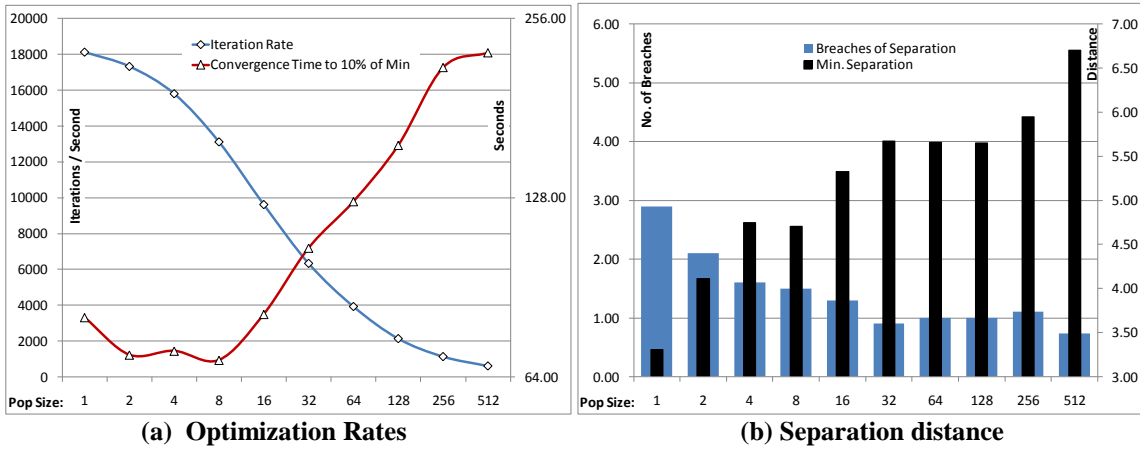 20000
18000
16000
14000
12000
10000
8000
6000
4000
2000
0
Iterations / Second
Iteration Rate
Convergence Time to 10% of Min
256.00
128.00
64.00
Seconds
Pop Size: 1 2 4 8 16 32 64 128 256 512
(a) Optimization Rates
6.00
5.00
4.00
3.00
2.00
1.00
0.00
No. of Breaches
Breaches of Separation
Min. Separation
7.00
6.50
6.00
5.50
5.00
4.50
4.00
3.50
3.00
Distance
Pop Size: 1 2 4 8 16 32 64 128 256 512
(b) Separation distance